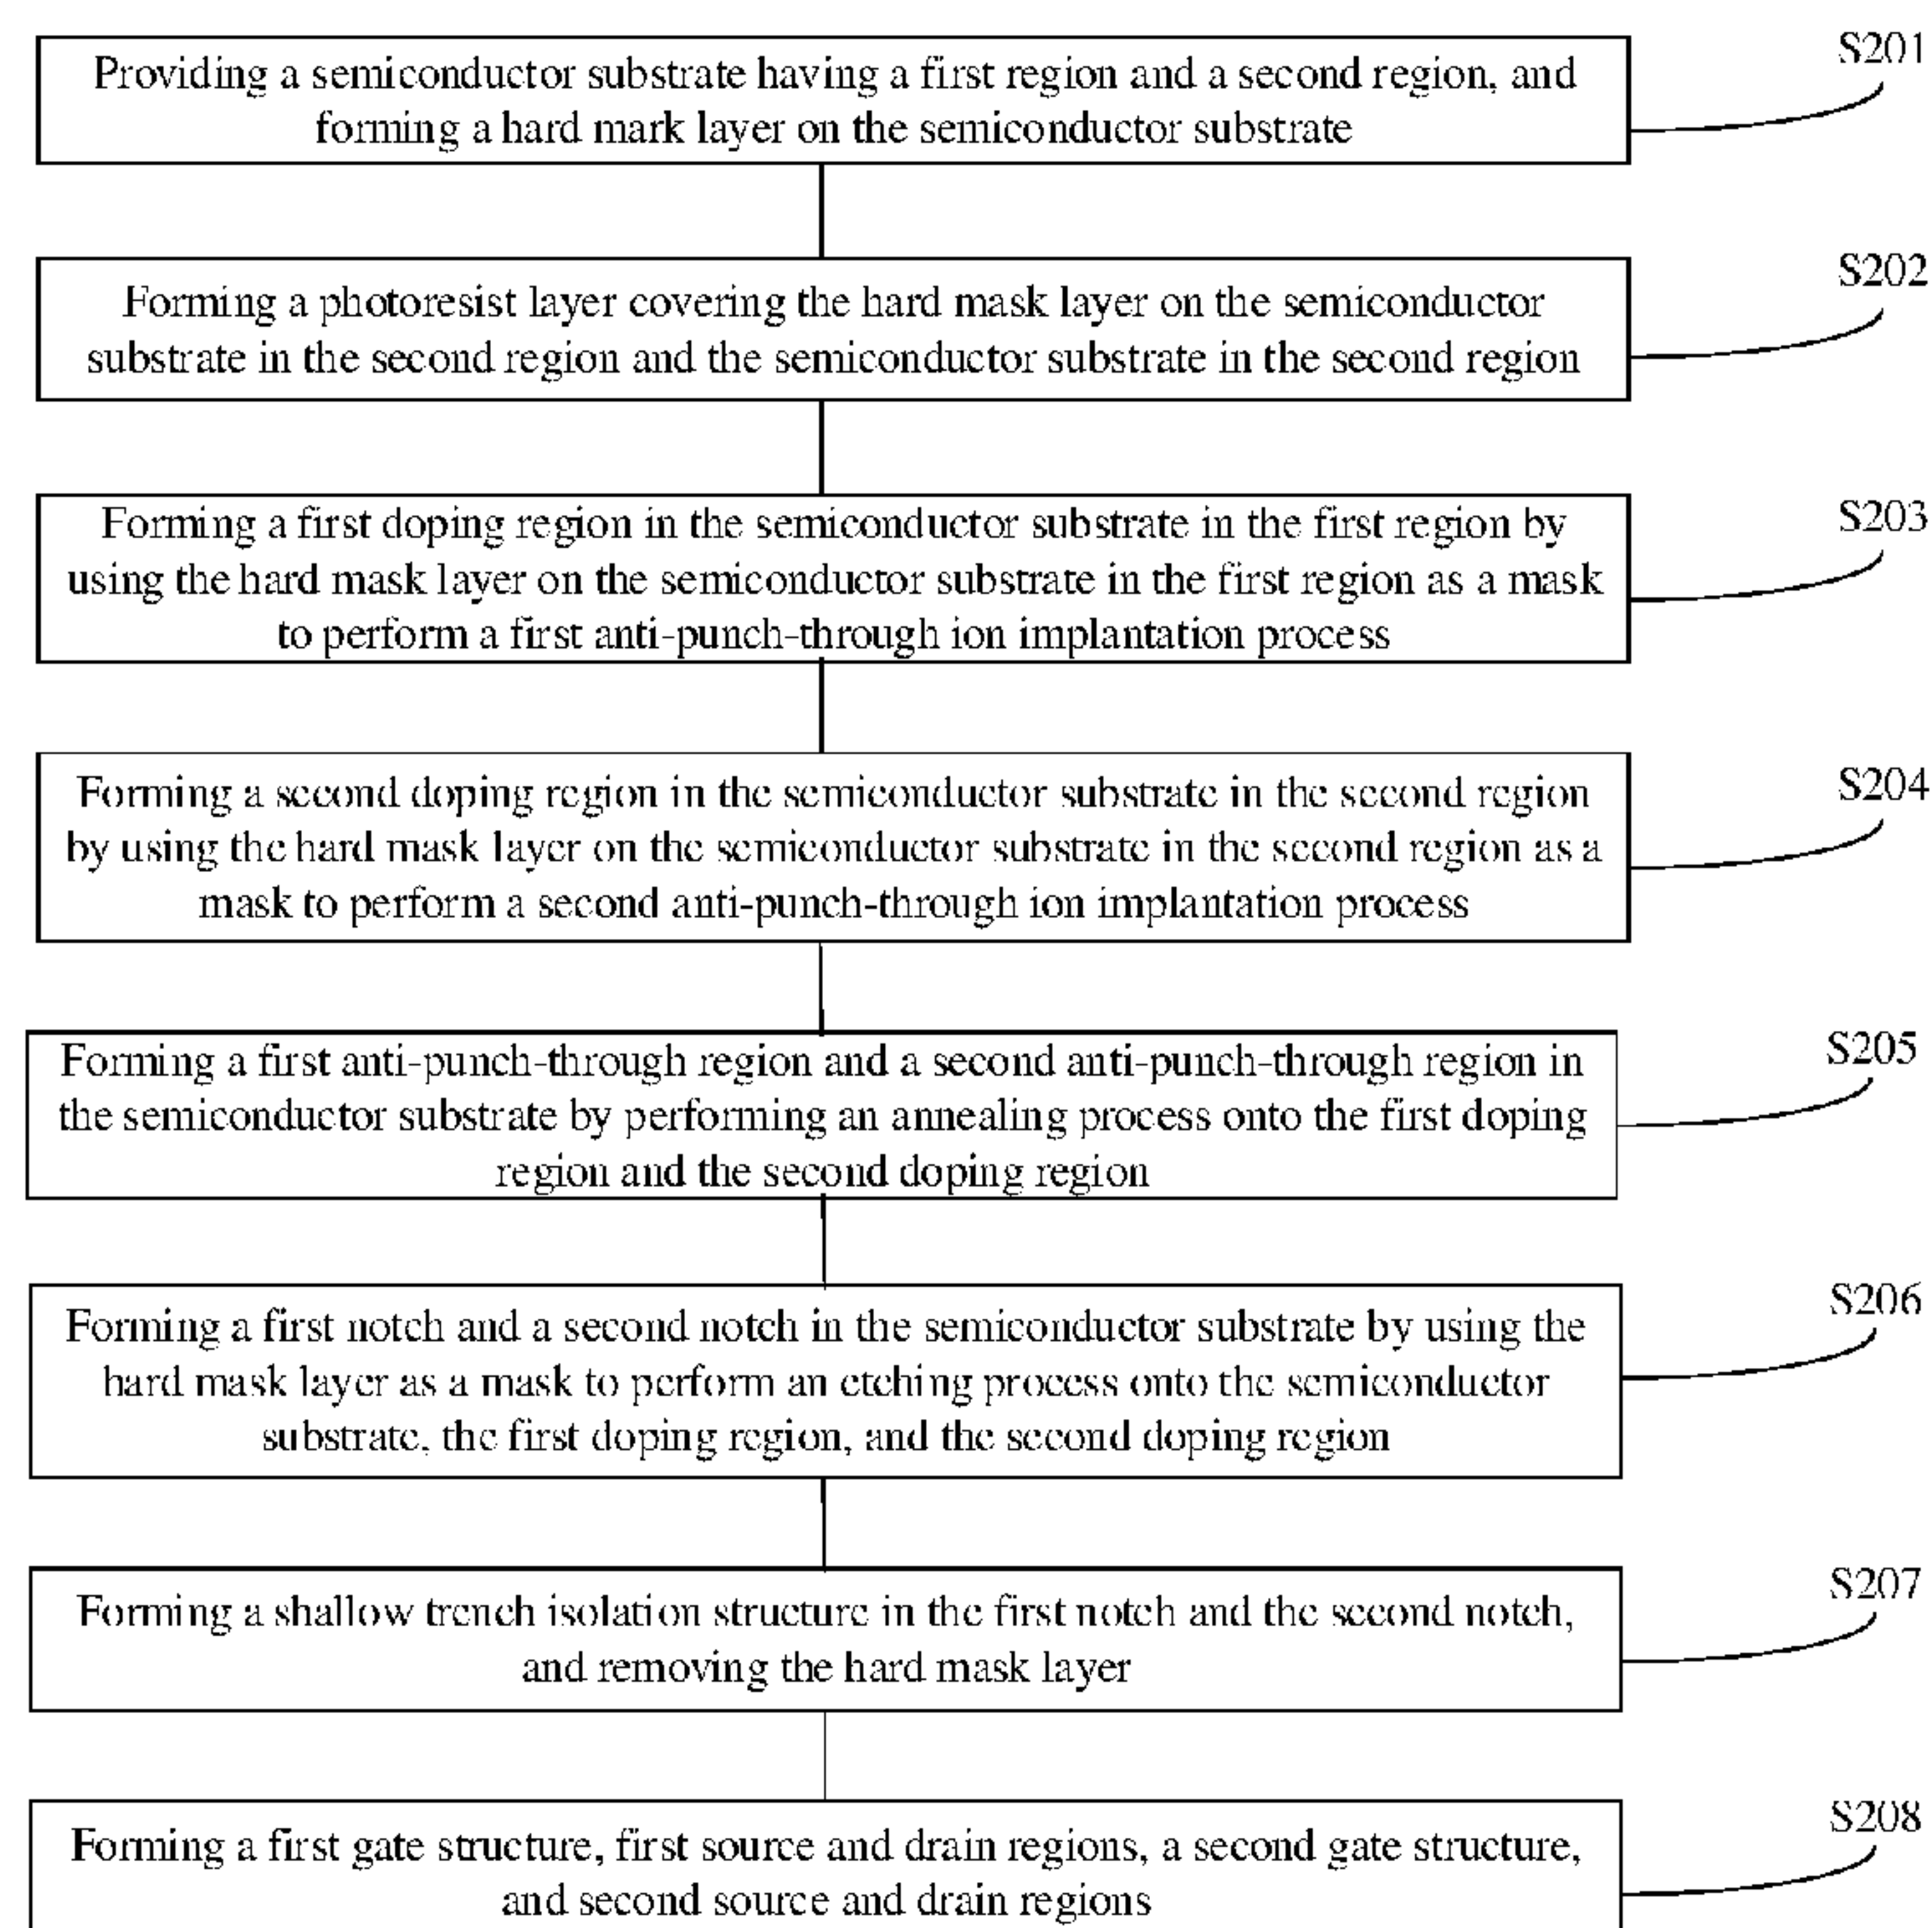 S201
Providing a semiconductor substrate having a first region and a second region, and
forming a hard mark layer on the semiconductor substrate
S202
Forming a photoresist layer covering the hard mask layer on the semiconductor
substrate in the second region and the semiconductor substrate in the second region
S203
Forming a first doping region in the semiconductor substrate in the first region by
using the hard mask layer on the semiconductor substrate in the first region as a mask
to perform a first anti-punch-through ion implantation process
S204
Forming a second doping region in the semiconductor substrate in the second region
by using the hard mask layer on the semiconductor substrate in the second region as a
mask to perform a second anti-punch-through ion implantation process
S205
Forming a first anti-punch-through region and a second anti-punch-through region in
the semiconductor substrate by performing an annealing process onto the first doping
region and the second doping region
S206
Forming a first notch and a second notch in the semiconductor substrate by using the
hard mask layer as a mask to perform an etching process onto the semiconductor
substrate, the first doping region, and the second doping region
S207
Forming a shallow trench isolation structure in the first notch and the second notch,
and removing the hard mask layer
S208
Forming a first gate structure, first source and drain regions, a second gate structure,
and second source and drain regions